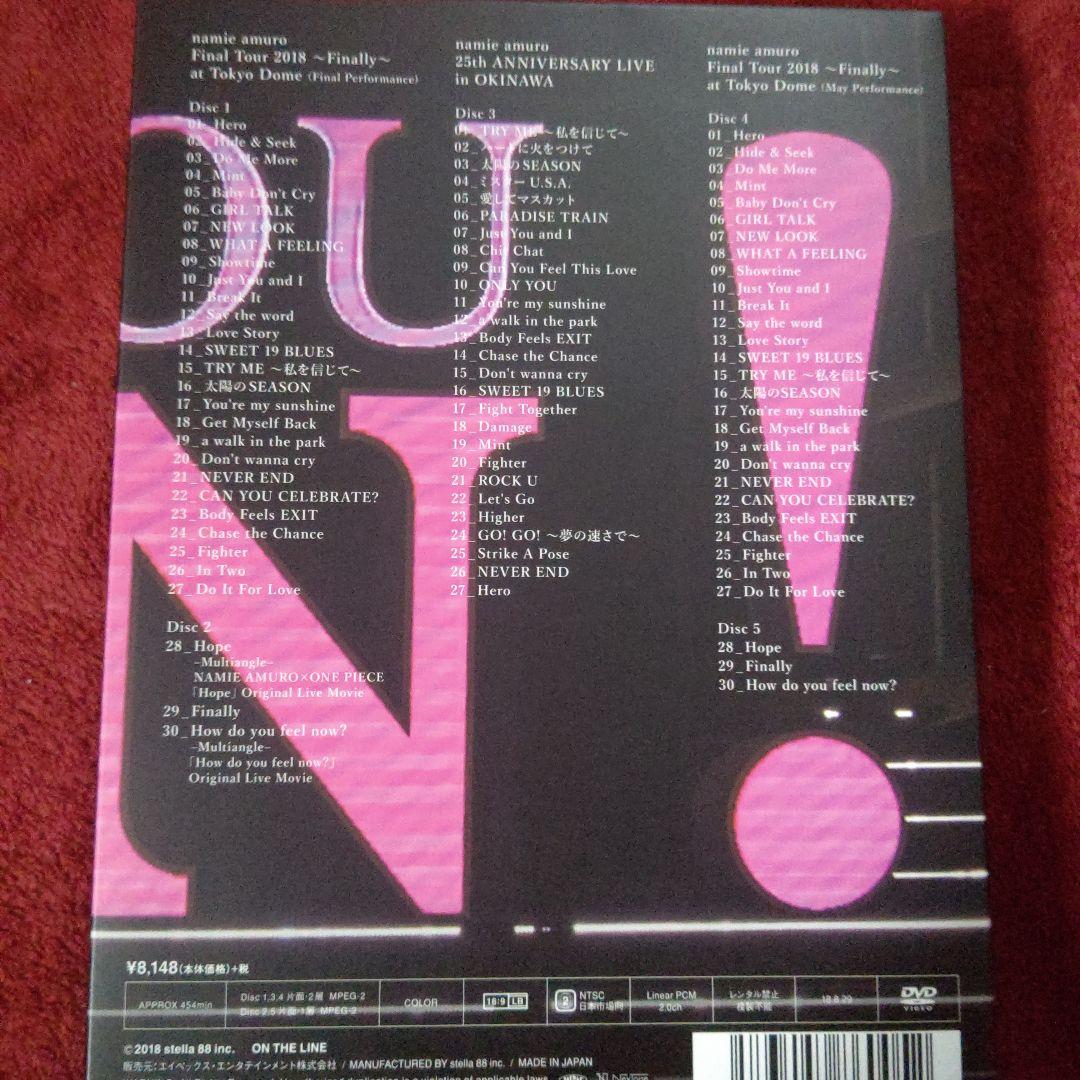 namie amuro
Final Tour 2018 ～Finally～
at Tokyo Dome (Final Performance)
Disc 1
01_Hero
02_Hide & Seek
03_Do Me More
04_Mint
05_Baby Don't Cry
06_GIRL TALK
07_NEW LOOK
08_WHAT A FEELING
09_Showtime
10_Just You and I
11_Break It
12_Say the word
13_Love Story
14_SWEET 19 BLUES
15_TRY ME ～私を信じて～
16_太陽のSEASON
17_You're my sunshine
18_Get Myself Back
19_a walk in the park
20_Don't wanna cry
21_NEVER END
22_CAN YOU CELEBRATE?
23_Body Feels EXIT
24_Chase the Chance
25_Fighter
26_In Two
27_Do It For Love
Disc 2
28_Hope
–Multiangle–
NAMIE AMURO×ONE PIECE
「Hope」Original Live Movie
29_Finally
30_How do you feel now?
–Multiangle–
「How do you feel now?」
Original Live Movie
namie amuro
25th ANNIVERSARY LIVE
in OKINAWA
Disc 3
01_TRY ME ～私を信じて～
02_ハートに火をつけて
03_太陽のSEASON
04_ミスターU.S.A.
05_愛してマスカット
06_PARADISE TRAIN
07_Just You and I
08_Chit Chat
09_Can You Feel This Love
10_ONLY YOU
11_You're my sunshine
12_a walk in the park
13_Body Feels EXIT
14_Chase the Chance
15_Don't wanna cry
16_SWEET 19 BLUES
17_Fight Together
18_Damage
19_Mint
20_Fighter
21_ROCK U
22_Let's Go
23_Higher
24_GO! GO! ～夢の速さで～
25_Strike A Pose
26_NEVER END
27_Hero
namie amuro
Final Tour 2018 ～Finally～
at Tokyo Dome (May Performance)
Disc 4
01_Hero
02_Hide & Seek
03_Do Me More
04_Mint
05_Baby Don't Cry
06_GIRL TALK
07_NEW LOOK
08_WHAT A FEELING
09_Showtime
10_Just You and I
11_Break It
12_Say the word
13_Love Story
14_SWEET 19 BLUES
15_TRY ME ～私を信じて～
16_太陽のSEASON
17_You're my sunshine
18_Get Myself Back
19_a walk in the park
20_Don't wanna cry
21_NEVER END
22_CAN YOU CELEBRATE?
23_Body Feels EXIT
24_Chase the Chance
25_Fighter
26_In Two
27_Do It For Love
Disc 5
28_Hope
29_Finally
30_How do you feel now?
OU
N!
¥8,148(本体価格)+税
APPROX 454min
Disc 1,3,4 片面・2層 MPEG-2
Disc 2,5 片面・1層 MPEG-2
COLOR
16:9 LB
2
NTSC
日本市場向
Linear PCM
2.0ch
レンタル禁止
複製不能
18.8.29
DVD
VIDEO
©2018 stella 88 inc. ON THE LINE
販売元:エイベックス・エンタテインメント株式会社 / MANUFACTURED BY stella 88 inc. / MADE IN JAPAN
is a violation of applicable laws.